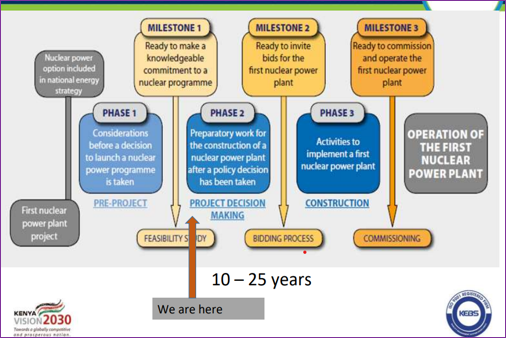 MILESTONE 1
Ready to make a
knowledgeable
commitment to a
nuclear programme
MILESTONE 2
Ready to invite
bids for the
first nuclear power
plant
MILESTONE 3
Ready to commission
and operate the
first nuclear power
plant
Nuclear power
option included
in national energy
strategy
PHASE 1
Considerations
before a decision
to launch a nuclear
power programme
is taken
PRE-PROJECT
PHASE 2
Preparatory work for
the construction of a
nuclear power plant
after a policy decision
has been taken
PROJECT DECISION
MAKING
PHASE 3
Activities to
implement a first
nuclear power plant
CONSTRUCTION
OPERATION OF
THE FIRST
NUCLEAR
POWER PLANT
First nuclear
power plant
project
FEASIBILITY STUDY
BIDDING PROCESS
COMMISSIONING
10 – 25 years
We are here
KENYA
VISION 2030
Towards a globally competitive
and prosperous nation.
KEBS